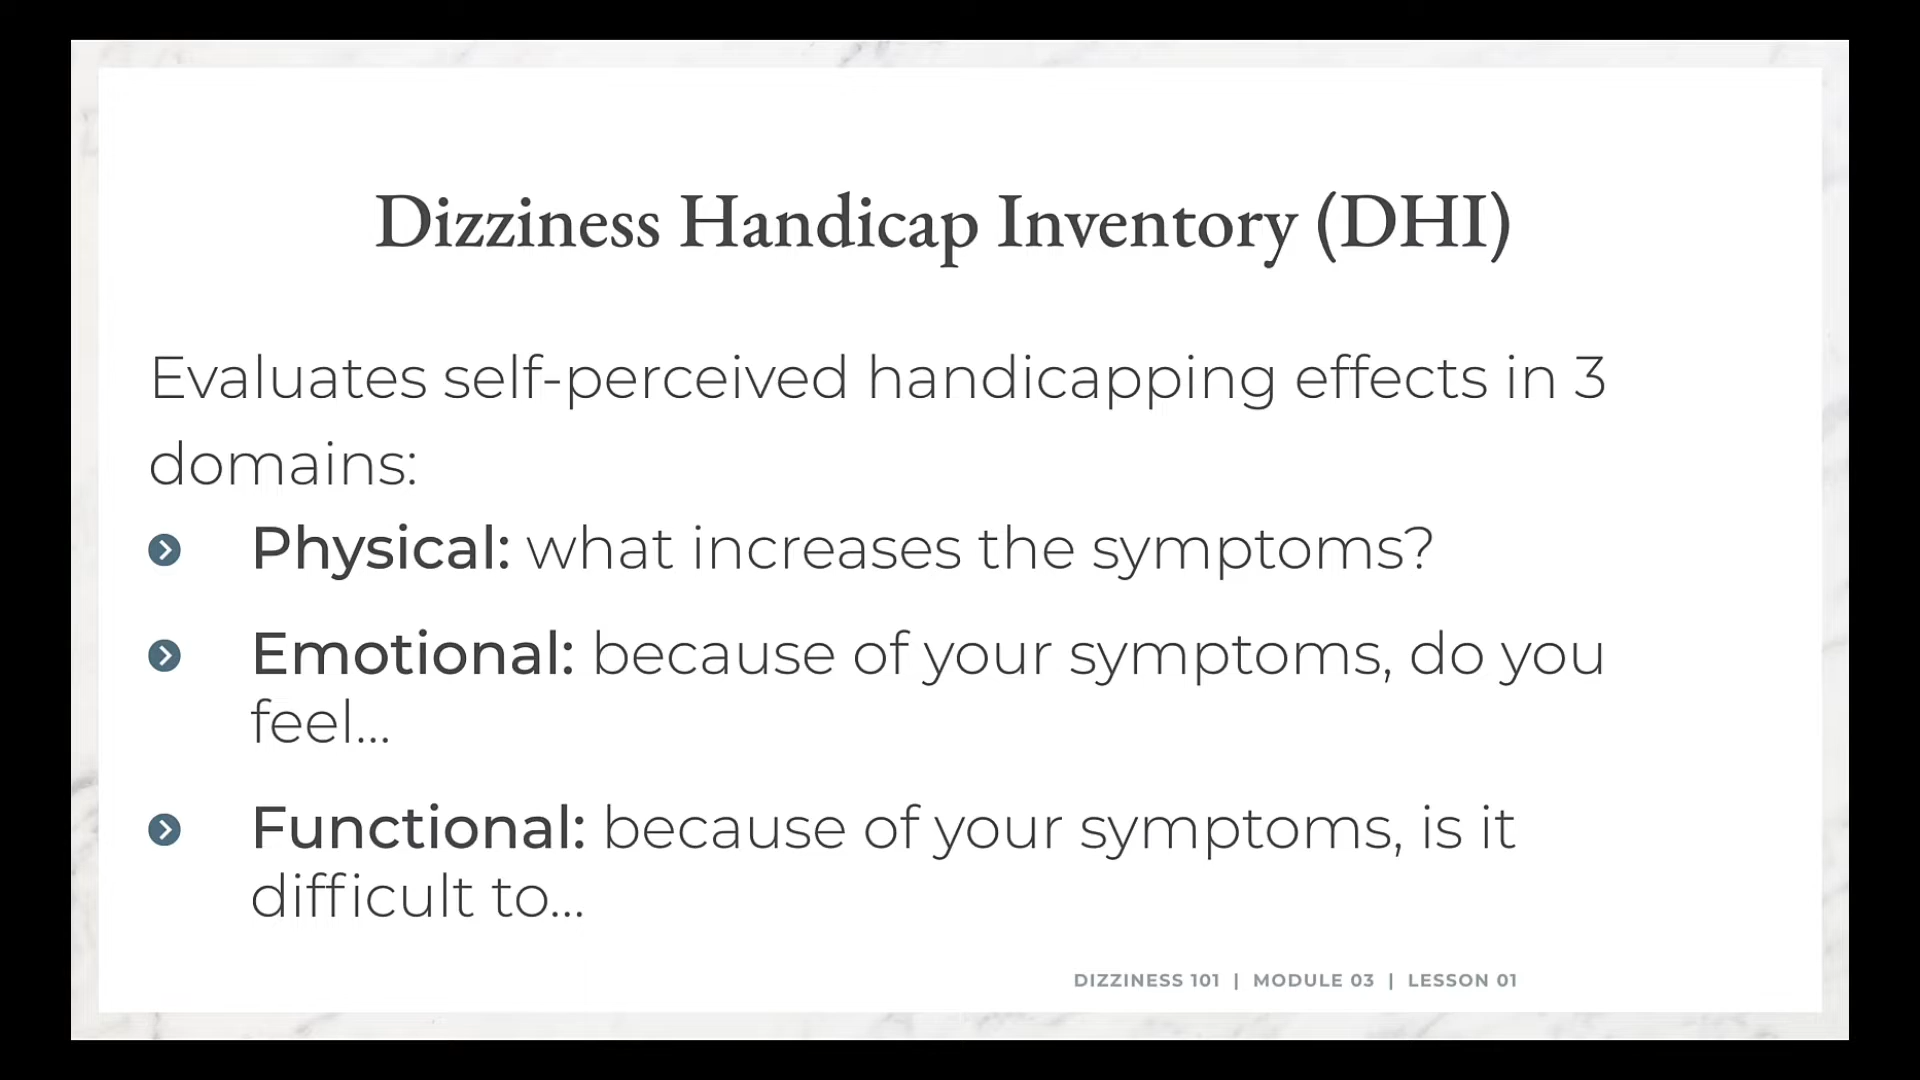 Dizziness Handicap Inventory (DHI)
Evaluates self-perceived handicapping effects in 3
domains:
Physical: what increases the symptoms?
Emotional: because of your symptoms, do you
feel...
Functional: because of your symptoms, is it
difficult to...
DIZZINESS 101 | MODULE 03 | LESSON 01